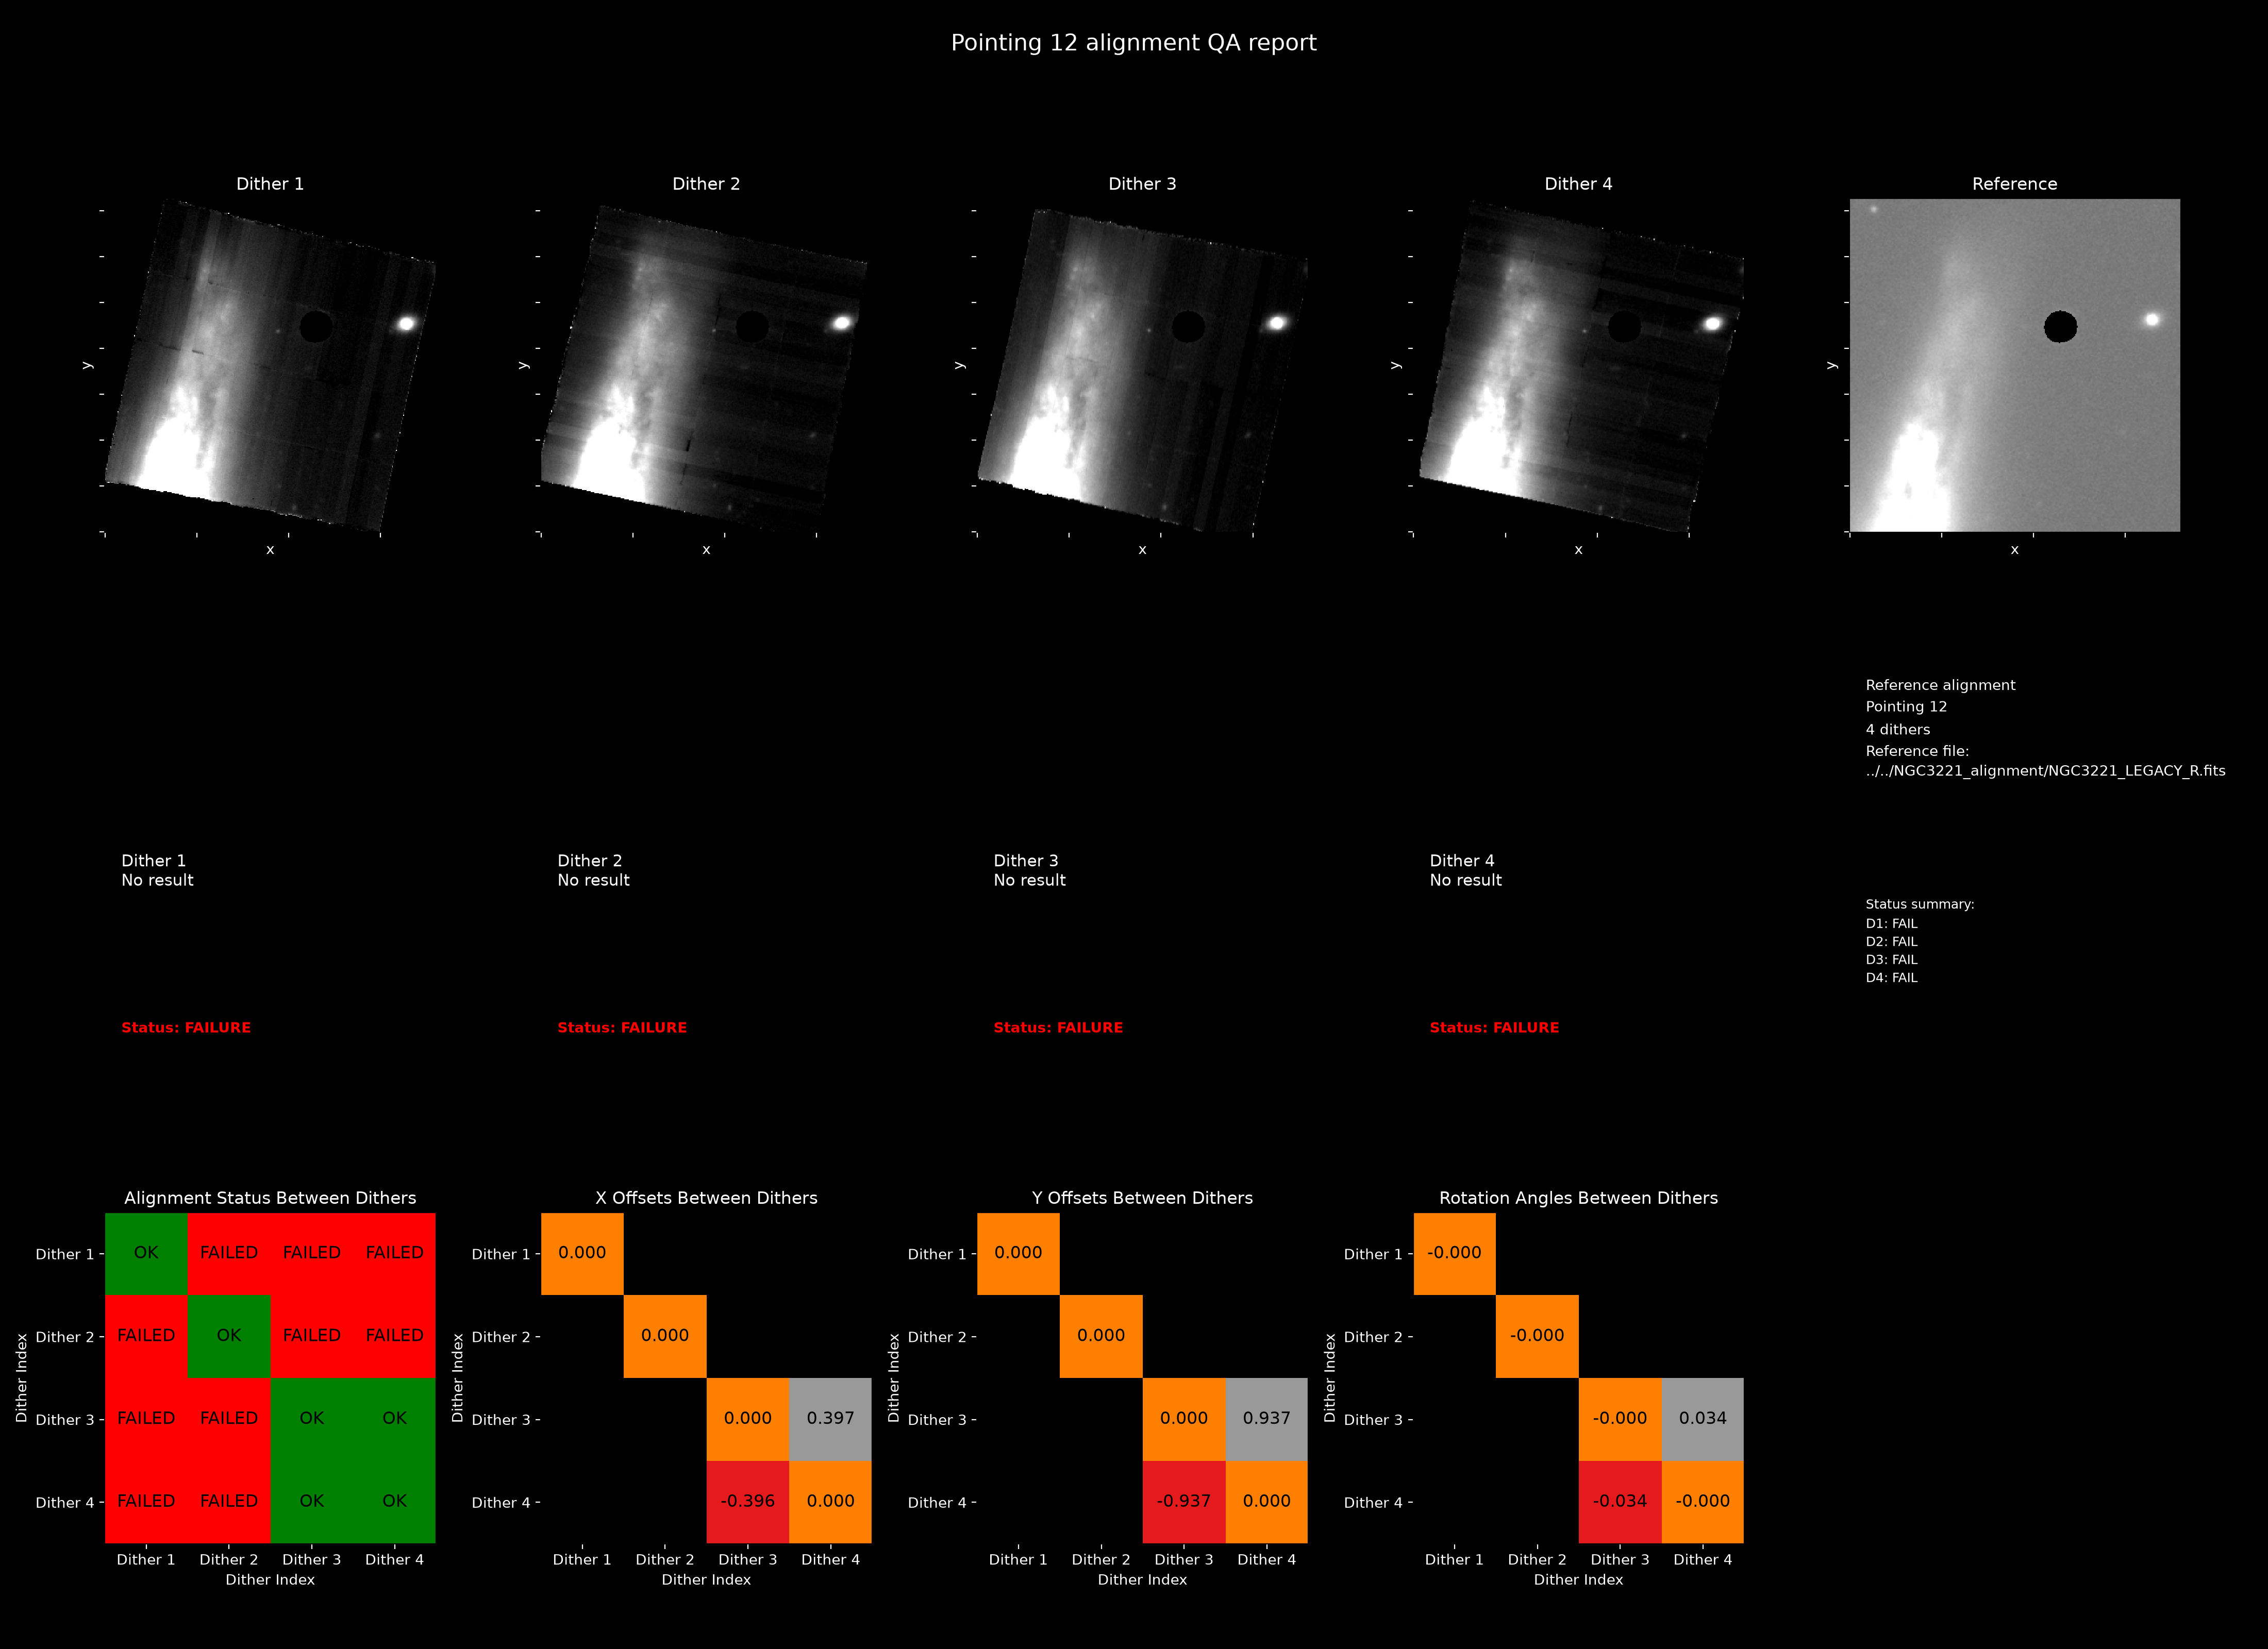 Pointing 12 alignment QA report
Dither 1
Dither 2
Dither 3
Dither 4
Reference
y
y
y
y
y
x
x
x
x
x
Reference alignment
Pointing 12
4 dithers
Reference file:
../../NGC3221_alignment/NGC3221_LEGACY_R.fits
Dither 1
No result
Dither 2
No result
Dither 3
No result
Dither 4
No result
Status summary:
D1: FAIL
D2: FAIL
D3: FAIL
D4: FAIL
Status: FAILURE
Status: FAILURE
Status: FAILURE
Status: FAILURE
Alignment Status Between Dithers
Dither Index
Dither 1
OK
FAILED
FAILED
FAILED
Dither 2
FAILED
OK
FAILED
FAILED
Dither 3
FAILED
FAILED
OK
OK
Dither 4
FAILED
FAILED
OK
OK
Dither 1
Dither 2
Dither 3
Dither 4
Dither Index
X Offsets Between Dithers
Dither Index
Dither 1
0.000
Dither 2
0.000
Dither 3
0.000
0.397
Dither 4
-0.396
0.000
Dither 1
Dither 2
Dither 3
Dither 4
Dither Index
Y Offsets Between Dithers
Dither Index
Dither 1
0.000
Dither 2
0.000
Dither 3
0.000
0.937
Dither 4
-0.937
0.000
Dither 1
Dither 2
Dither 3
Dither 4
Dither Index
Rotation Angles Between Dithers
Dither Index
Dither 1
-0.000
Dither 2
-0.000
Dither 3
-0.000
0.034
Dither 4
-0.034
-0.000
Dither 1
Dither 2
Dither 3
Dither 4
Dither Index